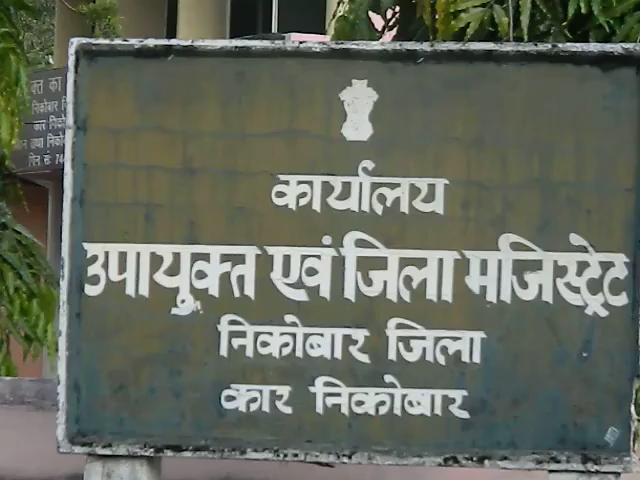 कार्यालय
उपायुक्त एवं जिला मजिस्ट्रेट
निकोबार जिला
कार निकोबार